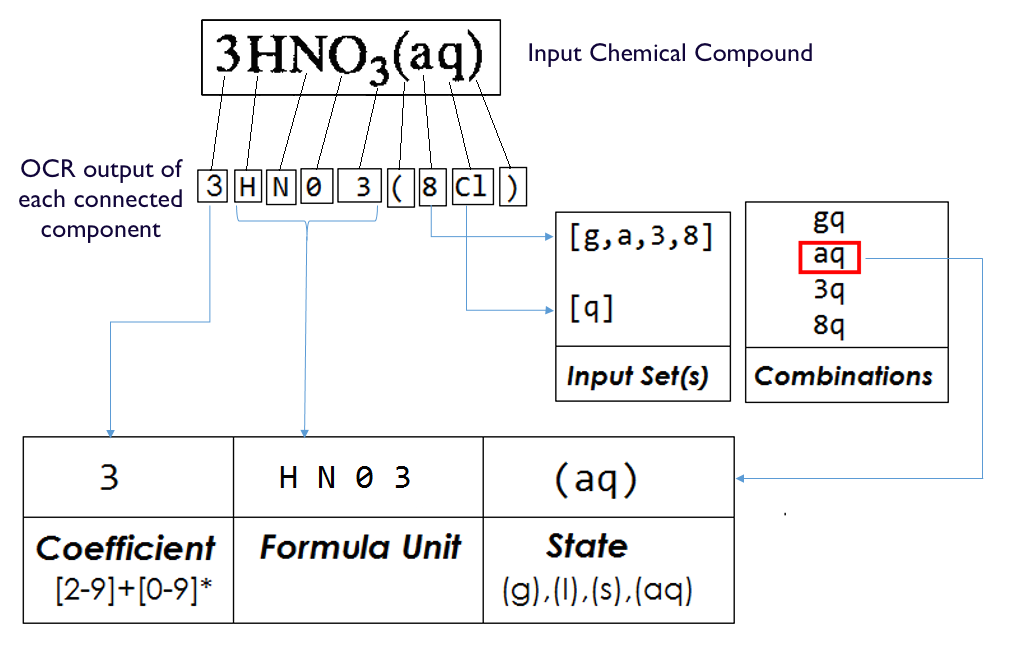 3HNO₃(aq)
Input Chemical Compound
OCR output of
each connected
component
3 H N 0 3 ( 8 Cl )
[g,a,3,8]
[q]
Input Set(s)
gq
aq
3q
8q
Combinations
3
H N 0 3
(aq)
Coefficient
[2-9]+[0-9]*
Formula Unit
State
(g),(l),(s),(aq)